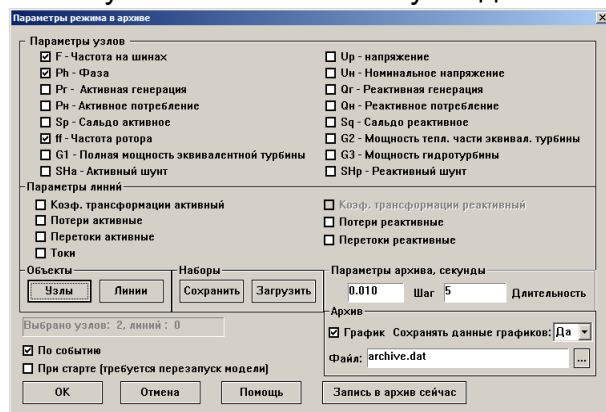 Параметры режима в архиве
Параметры узлов
F - Частота на шинах
Up - напряжение
Ph - Фаза
Uн - Номинальное напряжение
Pг - Активная генерация
Qг - Реактивная генерация
Pн - Активное потребление
Qн - Реактивное потребление
Sp - Сальдо активное
Sq - Сальдо реактивное
ff - Частота ротора
G2 - Мощность тепл. части эквивал. турбины
G1 - Полная мощность эквивалентной турбины
G3 - Мощность гидротурбины
SHa - Активный шунт
SHp - Реактивный шунт
Параметры линий
Коэф. трансформации активный
Коэф. трансформации реактивный
Потери активные
Потери реактивные
Перетоки активные
Перетоки реактивные
Токи
Объекты
Наборы
Параметры архива, секунды
Узлы
Линии
Сохранить
Загрузить
0.010 Шаг 5 Длительность
Выбрано узлов: 2, линий : 0
Архив
График Сохранять данные графиков: Да
По событию
Файл: archive.dat ...
При старте (требуется перезапуск модели)
OK
Отмена
Помощь
Запись в архив сейчас